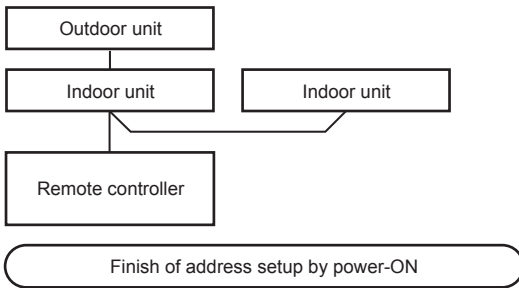 Outdoor unit
Indoor unit
Indoor unit
Remote controller
Finish of address setup by power-ON